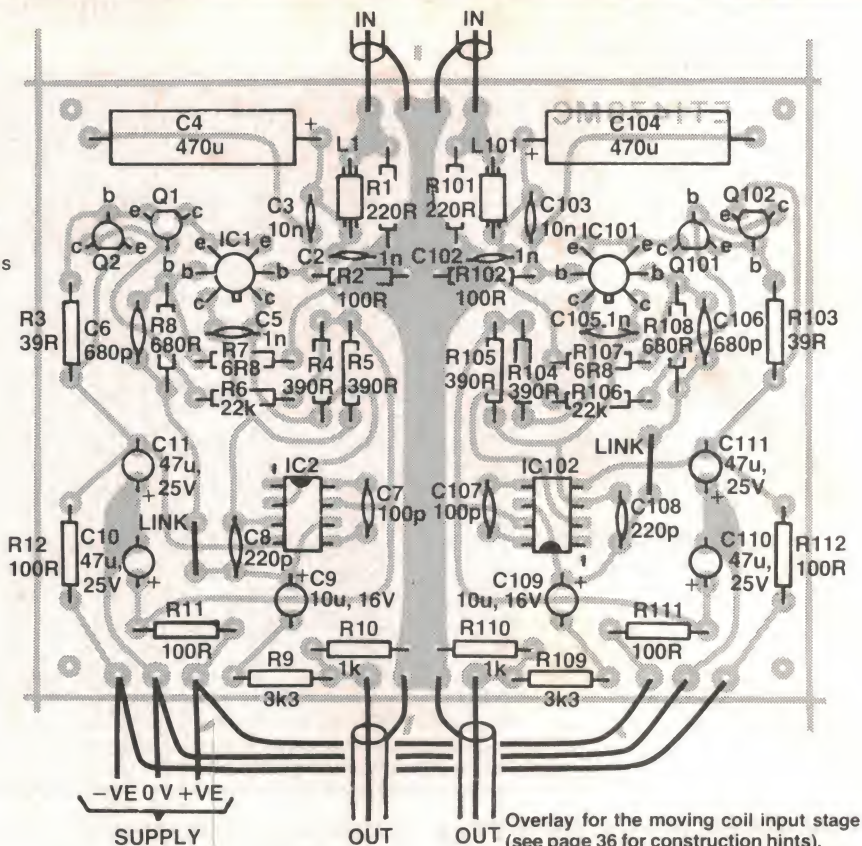 IN
IN
ETI478MC
C4
470u
+
C104
470u
+
L1
L101
R1
220R
R101
220R
C3
10n
C103
10n
b
Q1
e
c
e
c
Q2
b
IC1
e
e
b
b
c
c
C2
1n
R2
100R
C102
1n
R102
100R
IC101
e
e
b
b
c
c
b
Q102
e
c
e
c
Q101
b
s
R3
39R
C6
680p
R8
680R
C5
1n
R7
6R8
R6
22k
R4
390R
R5
390R
R105
390R
R104
390R
C105 1n
R107
6R8
R106
22k
R108
680R
C106
680p
R103
39R
C11
47u,
25V
+
IC2
C7
100p
C107
100p
IC102
LINK
C111
47u,
25V
+
R12
100R
C10
47u,
25V
+
LINK
C8
220p
C108
220p
C110
47u,
25V
+
R112
100R
+
C9
10u, 16V
C109
10u, 16V
+
R11
100R
R10
1k
R9
3k3
R110
1k
R109
3k3
R111
100R
–VE 0 V +VE
SUPPLY
OUT
OUT
Overlay for the moving coil input stage
(see page 36 for construction hints).